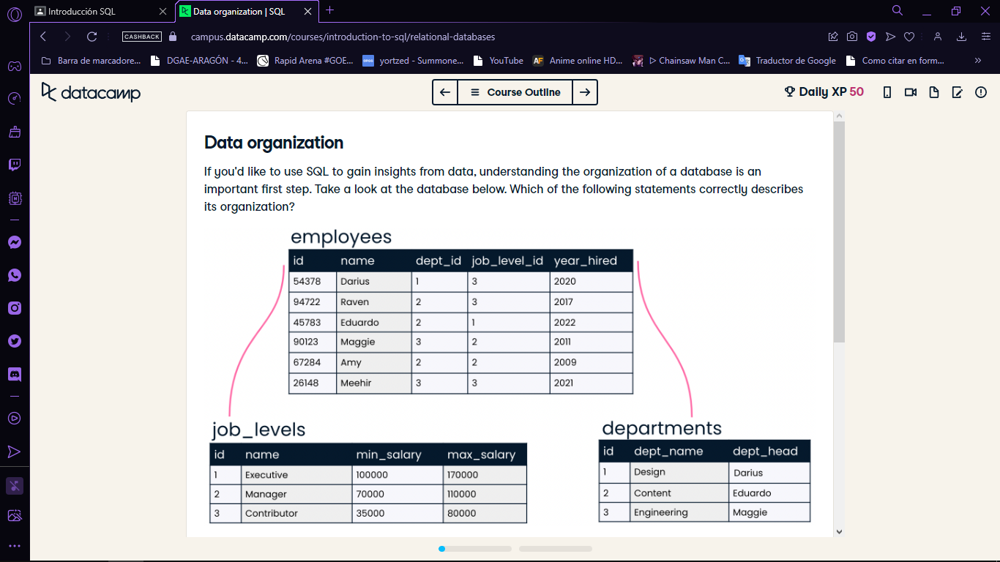 Introducción SQL
Data organization | SQL
CASHBACK
campus.datacamp.com/courses/introduction-to-sql/relational-databases
Barra de marcadore...
DGAE-ARAGÓN - 4...
Rapid Arena #GOE...
yortzed - Summone...
YouTube
AF Anime online HD...
▷ Chainsaw Man C...
Traductor de Google
Como citar en form...
datacamp
Course Outline
Daily XP 50
Data organization
If you'd like to use SQL to gain insights from data, understanding the organization of a database is an
important first step. Take a look at the database below. Which of the following statements correctly describes
its organization?
employees
id name dept_id job_level_id year_hired
54378 Darius 1 3 2020
94722 Raven 2 3 2017
45783 Eduardo 2 1 2022
90123 Maggie 3 2 2011
67284 Amy 2 2 2009
26148 Meehir 3 3 2021
job_levels
id name min_salary max_salary
1 Executive 100000 170000
2 Manager 70000 110000
3 Contributor 35000 80000
departments
id dept_name dept_head
1 Design Darius
2 Content Eduardo
3 Engineering Maggie